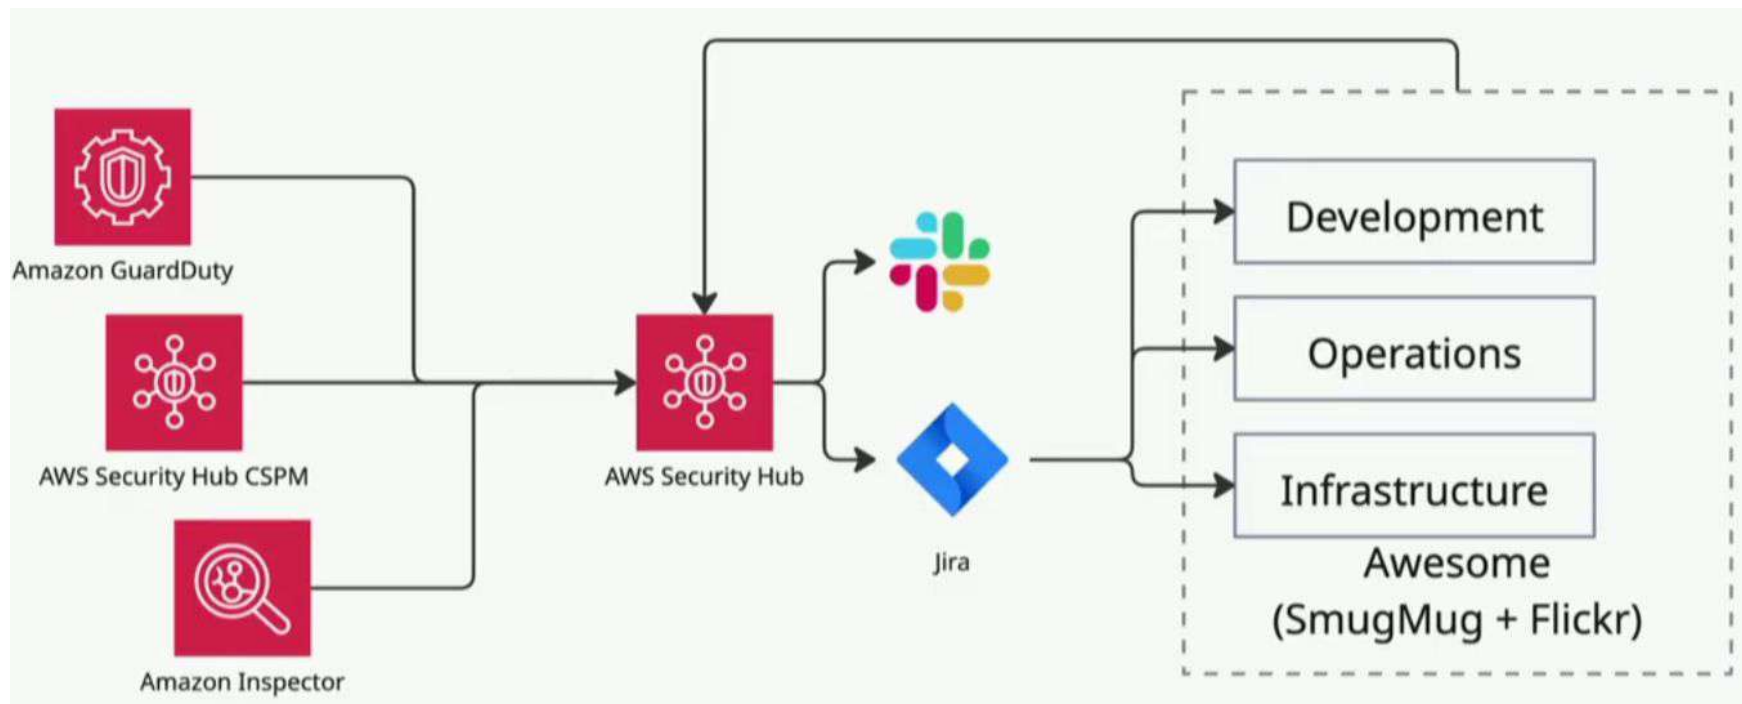 Amazon GuardDuty
AWS Security Hub CSPM
Amazon Inspector
AWS Security Hub
Jira
Development
Operations
Infrastructure
Awesome
(SmugMug + Flickr)